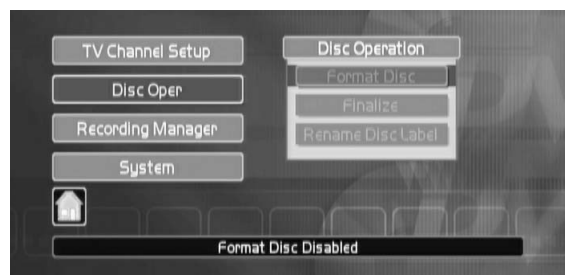 TV Channel Setup
Disc Oper
Recording Manager
System
Disc Operation
Format Disc
Finalize
Rename Disc Label
Format Disc Disabled